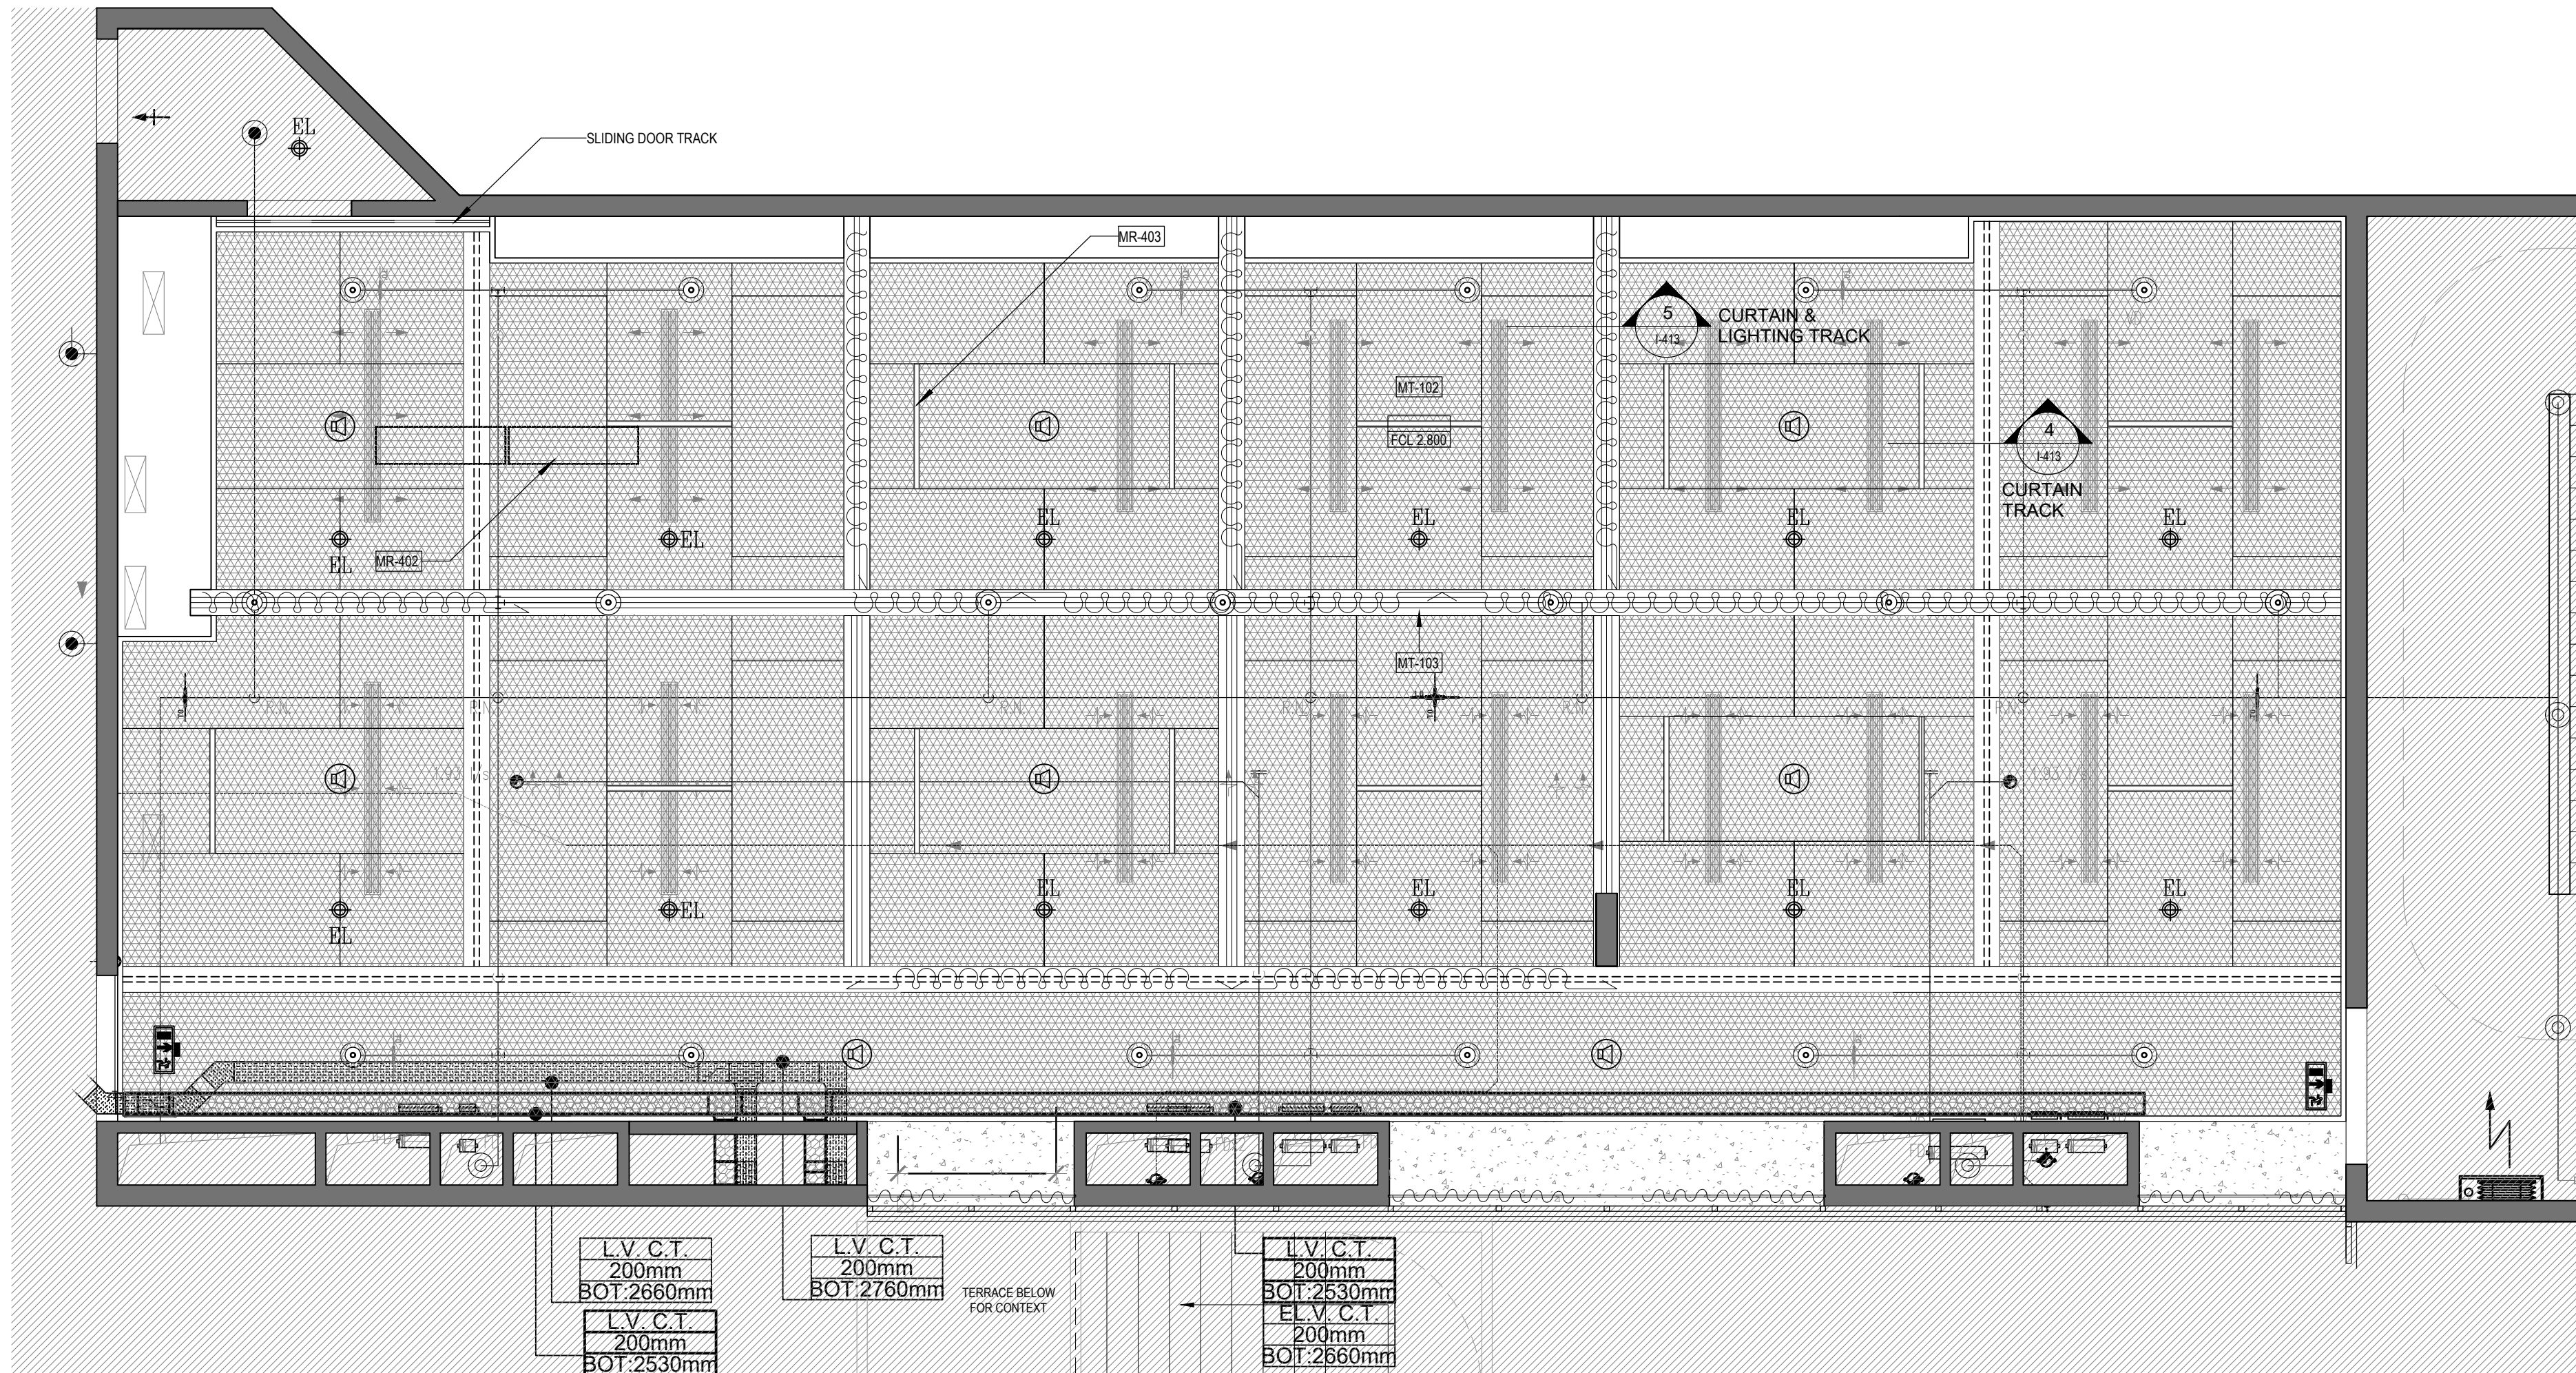 EL
SLIDING DOOR TRACK
MR-403
5
I-413
CURTAIN &
LIGHTING TRACK
VD
MT-102
FCL 2.800
4
I-413
CURTAIN
TRACK
EL
EL
EL
EL
EL
EL
MR-402
MT-103
R.N.
R.N.
R.N.
R.N.
R.N.
R.N.
EL
EL
EL
EL
EL
EL
L.V. C.T.
200mm
BOT:2660mm
L.V. C.T.
200mm
BOT:2530mm
L.V. C.T.
200mm
BOT:2760mm
TERRACE BELOW
FOR CONTEXT
L.V. C.T.
200mm
BOT:2530mm
EL.V. C.T.
200mm
BOT:2660mm